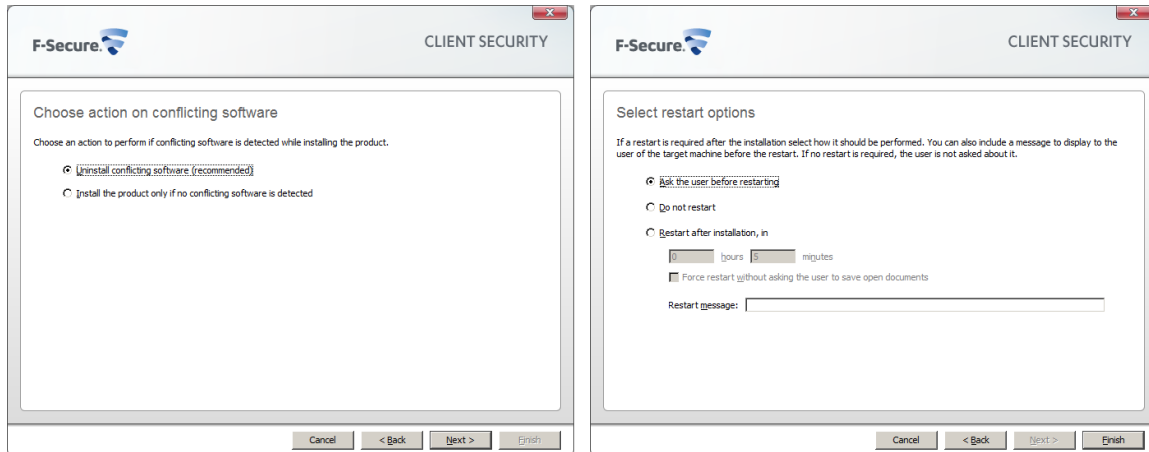 F-Secure.
CLIENT SECURITY
Choose action on conflicting software
Choose an action to perform if conflicting software is detected while installing the product.
Uninstall conflicting software (recommended)
Install the product only if no conflicting software is detected
Cancel
< Back
Next >
Finish
F-Secure.
CLIENT SECURITY
Select restart options
If a restart is required after the installation select how it should be performed. You can also include a message to display to the
user of the target machine before the restart. If no restart is required, the user is not asked about it.
Ask the user before restarting
Do not restart
Restart after installation, in
0 hours 5 minutes
Force restart without asking the user to save open documents
Restart message:
Cancel
< Back
Next >
Finish